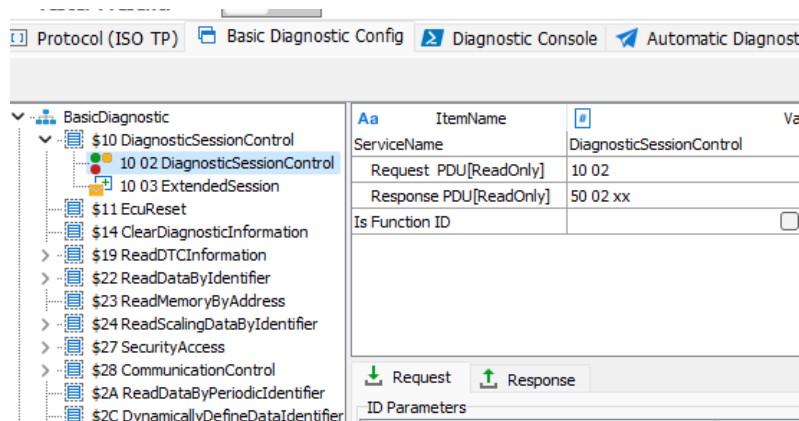 Protocol (ISO TP) Basic Diagnostic Config Diagnostic Console Automatic Diagnost
BasicDiagnostic
$10 DiagnosticSessionControl
10 02 DiagnosticSessionControl
10 03 ExtendedSession
$11 EcuReset
$14 ClearDiagnosticInformation
$19 ReadDTCInformation
$22 ReadDataByIdentifier
$23 ReadMemoryByAddress
$24 ReadScalingDataByIdentifier
$27 SecurityAccess
$28 CommunicationControl
$2A ReadDataByPeriodicIdentifier
$2C DynamicallyDefineDataIdentifier
Aa ItemName # Va
ServiceName DiagnosticSessionControl
Request PDU[ReadOnly] 10 02
Response PDU[ReadOnly] 50 02 xx
Is Function ID
Request Response
ID Parameters